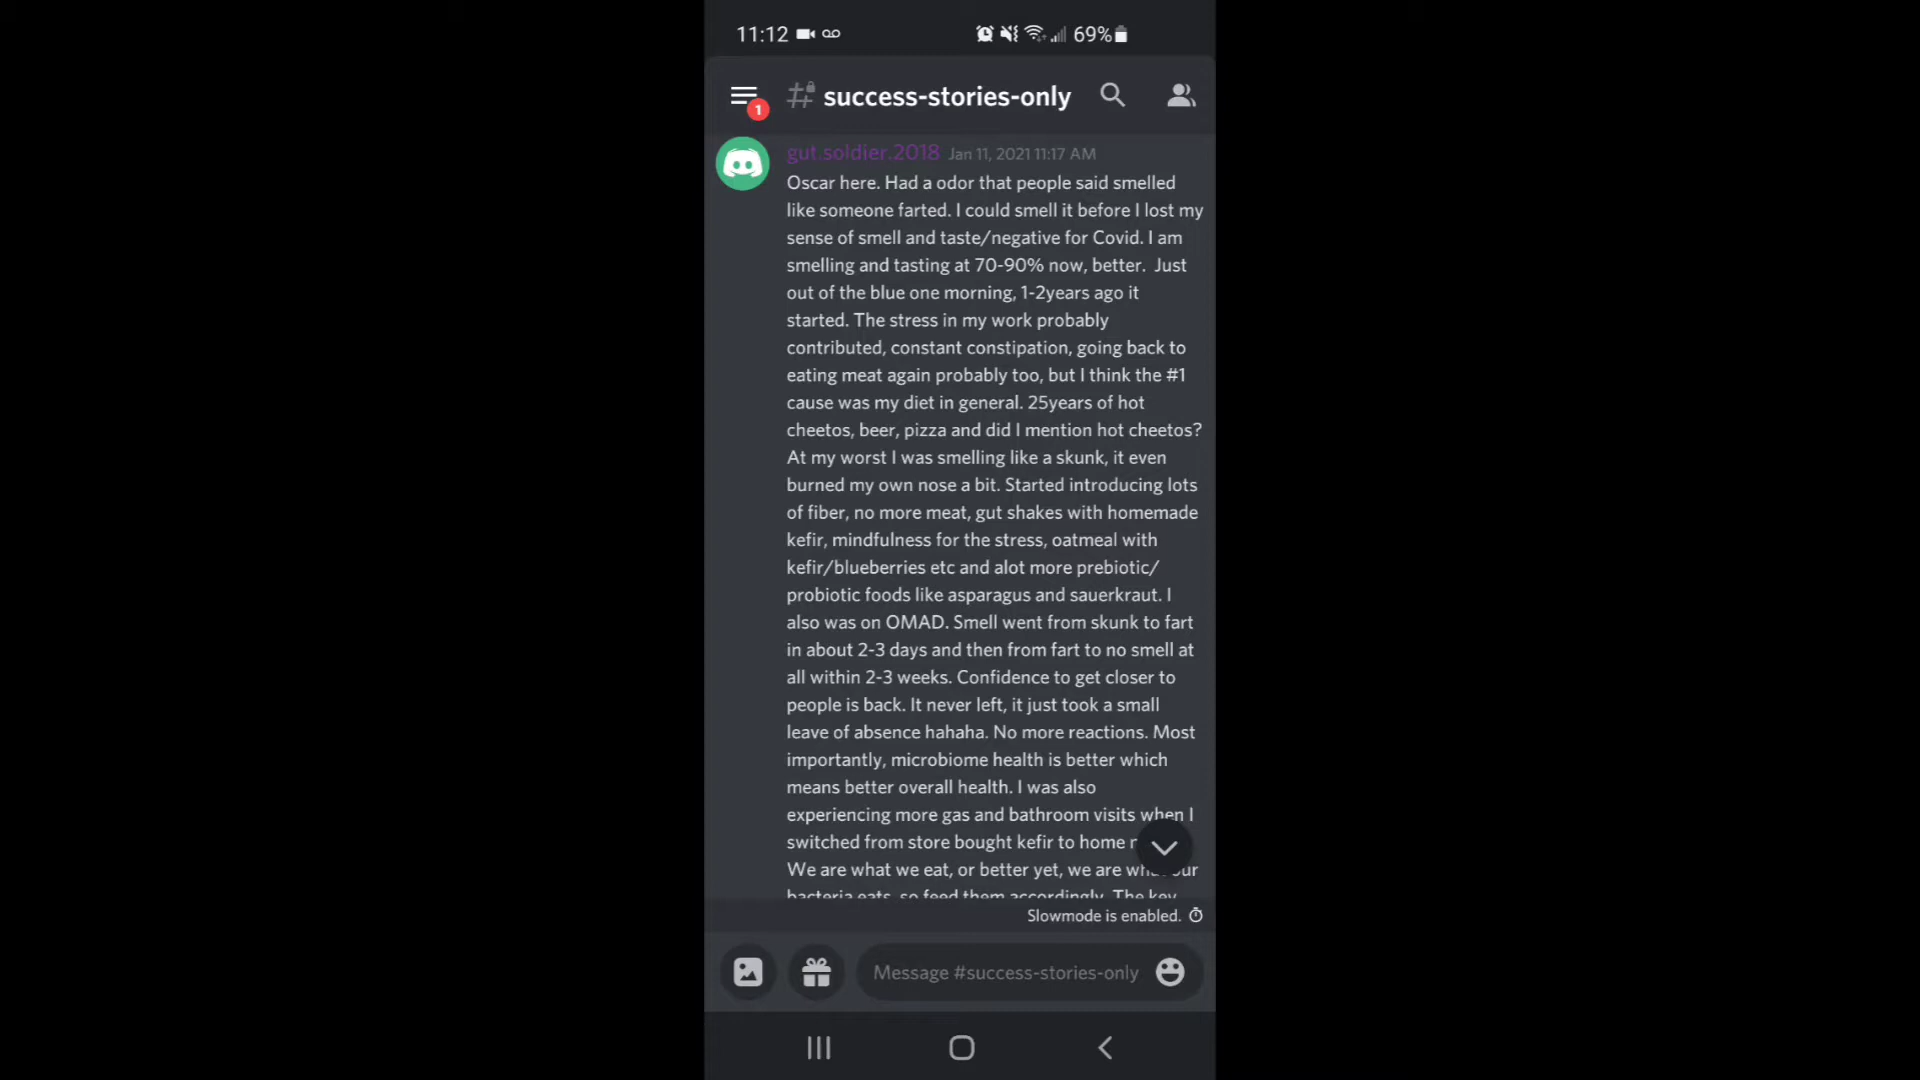 11:12
69%
1
success-stories-only
gut.soldier.2018 Jan 11, 2021 11:17 AM
Oscar here. Had a odor that people said smelled
like someone farted. I could smell it before I lost my
sense of smell and taste/negative for Covid. I am
smelling and tasting at 70-90% now, better.  Just
out of the blue one morning, 1-2years ago it
started. The stress in my work probably
contributed, constant constipation, going back to
eating meat again probably too, but I think the #1
cause was my diet in general. 25years of hot
cheetos, beer, pizza and did I mention hot cheetos?
At my worst I was smelling like a skunk, it even
burned my own nose a bit. Started introducing lots
of fiber, no more meat, gut shakes with homemade
kefir, mindfulness for the stress, oatmeal with
kefir/blueberries etc and alot more prebiotic/
probiotic foods like asparagus and sauerkraut. I
also was on OMAD. Smell went from skunk to fart
in about 2-3 days and then from fart to no smell at
all within 2-3 weeks. Confidence to get closer to
people is back. It never left, it just took a small
leave of absence hahaha. No more reactions. Most
importantly, microbiome health is better which
means better overall health. I was also
experiencing more gas and bathroom visits when I
switched from store bought kefir to home
We are what we eat, or better yet, we are what our
bacteria eats, so feed them accordingly. The key
Slowmode is enabled.
Message #success-stories-only